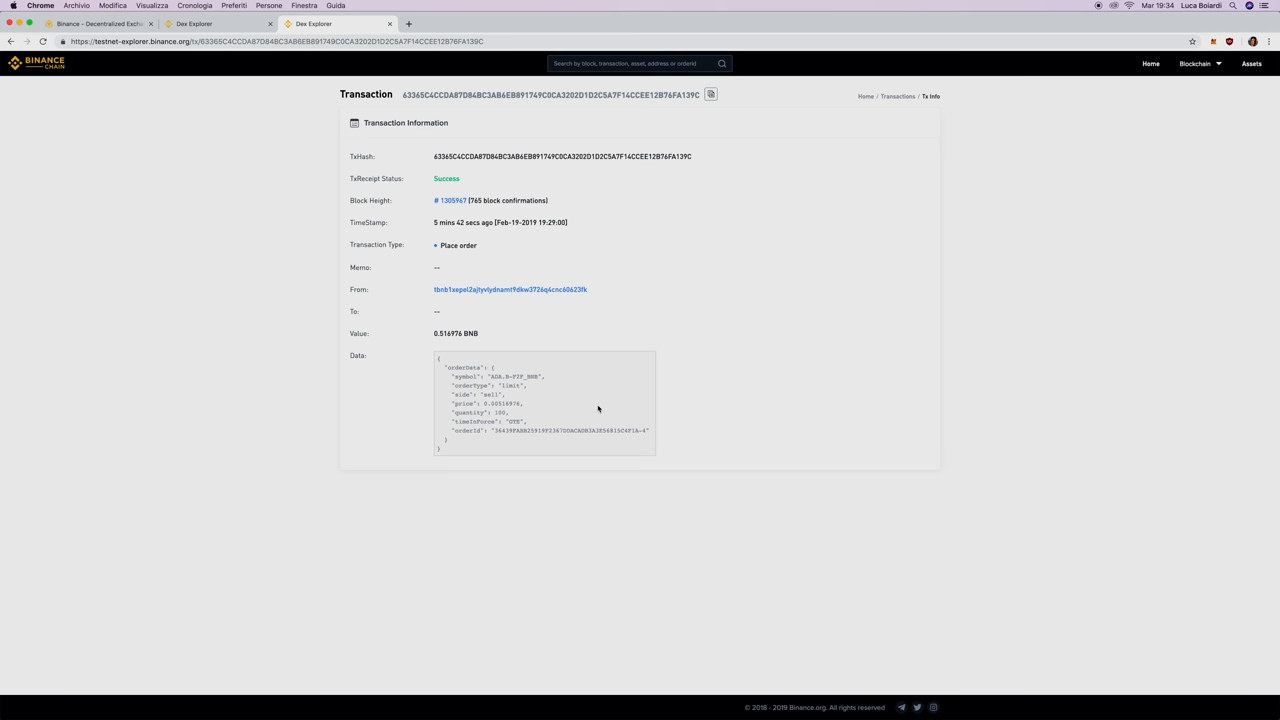 Chrome Archivio Modifica Visualizza Cronologia Preferiti Persone Finestra Guida Mar 19:34 Luca Boiardi
Binance - Decentralized Excha Dex Explorer Dex Explorer
https://testnet-explorer.binance.org/tx/63365C4CCDA87D84BC3AB6EB891749C0CA3202D1D2C5A7F14CCEE12B76FA139C
BINANCE CHAIN Search by block, transaction, asset, address or orderId Home Blockchain Assets
Transaction 63365C4CCDA87D84BC3AB6EB891749C0CA3202D1D2C5A7F14CCEE12B76FA139C Home / Transactions / Tx Info
Transaction Information
TxHash: 63365C4CCDA87D84BC3AB6EB891749C0CA3202D1D2C5A7F14CCEE12B76FA139C
TxReceipt Status: Success
Block Height: # 1305967 [765 block confirmations]
TimeStamp: 5 mins 42 secs ago [Feb-19-2019 19:29:00]
Transaction Type: Place order
Memo: --
From:
To: --
Value: 0.516976 BNB
Data:
{
"orderData": {
"symbol": "ADA.B-F2F_BNB",
"orderType": "limit",
"side": "sell",
"price": 0.00516976,
"quantity": 100,
"timeInForce": "GTE",
"orderId":
}
}
© 2018 - 2019 Binance.org. All rights reserved